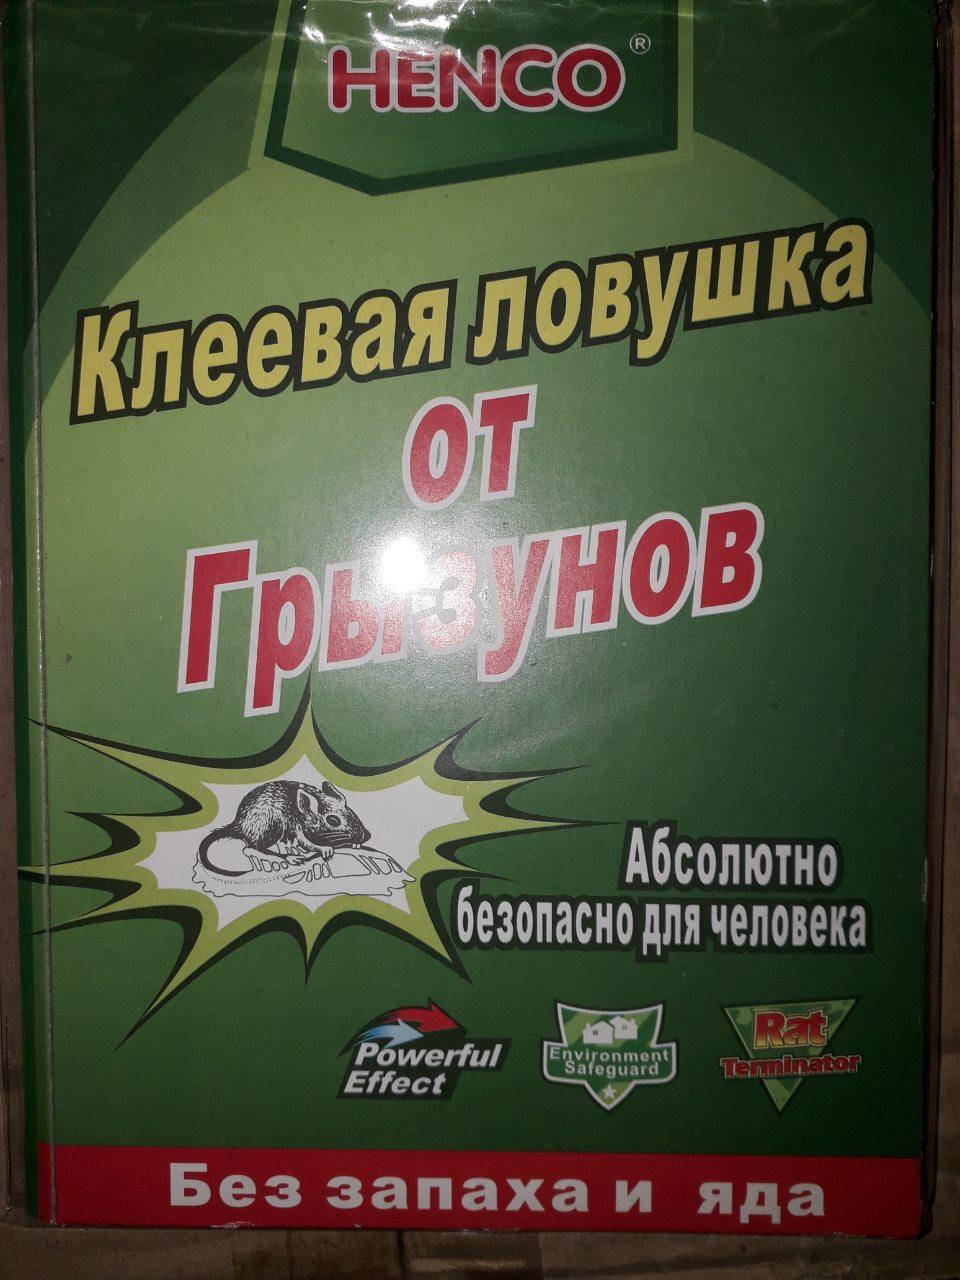 HENCO ®
Клеевая ловушка
от
Грызунов
Абсолютно
безопасно для человека
Powerful
Effect
Environment
Safeguard
Rat
Terminator
Без запаха и яда